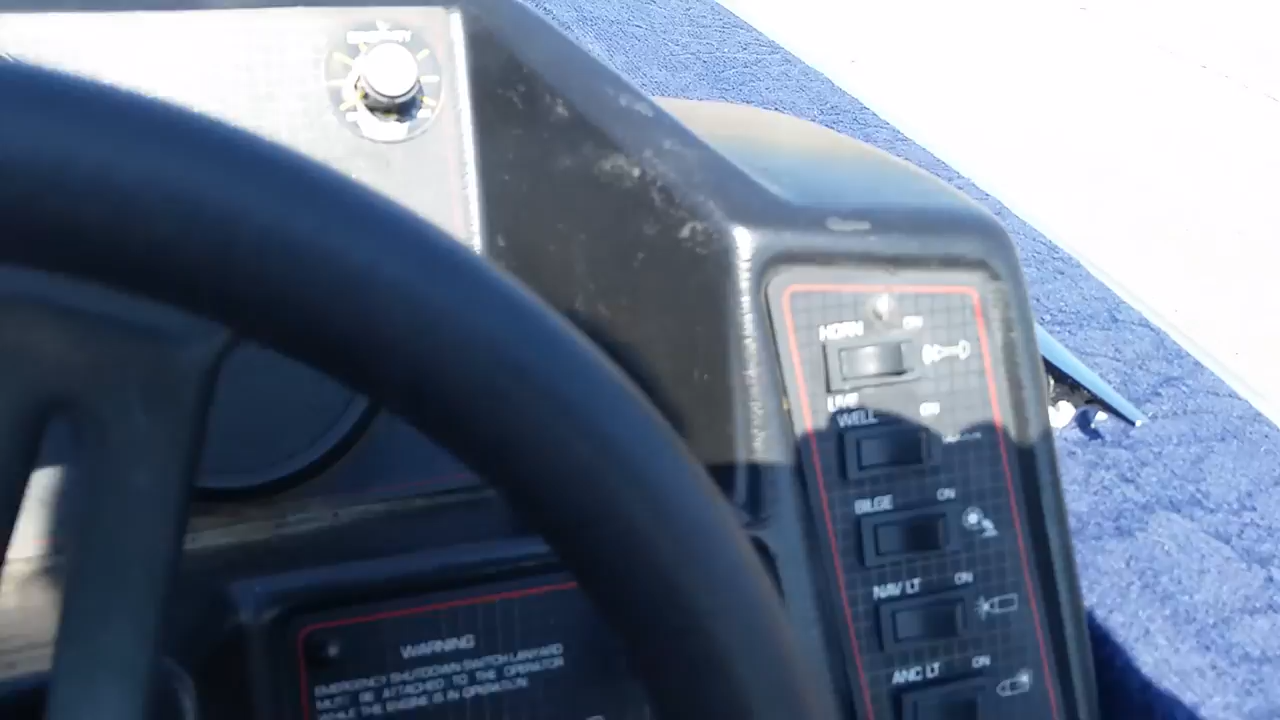 HORN ON
LIVE
WELL ON
BILGE ON
NAV LT ON
ANC LT ON
WARNING
EMERGENCY SHUTDOWN SWITCH LANYARD
MUST BE ATTACHED TO THE OPERATOR
WHILE THE ENGINE IS IN OPERATION